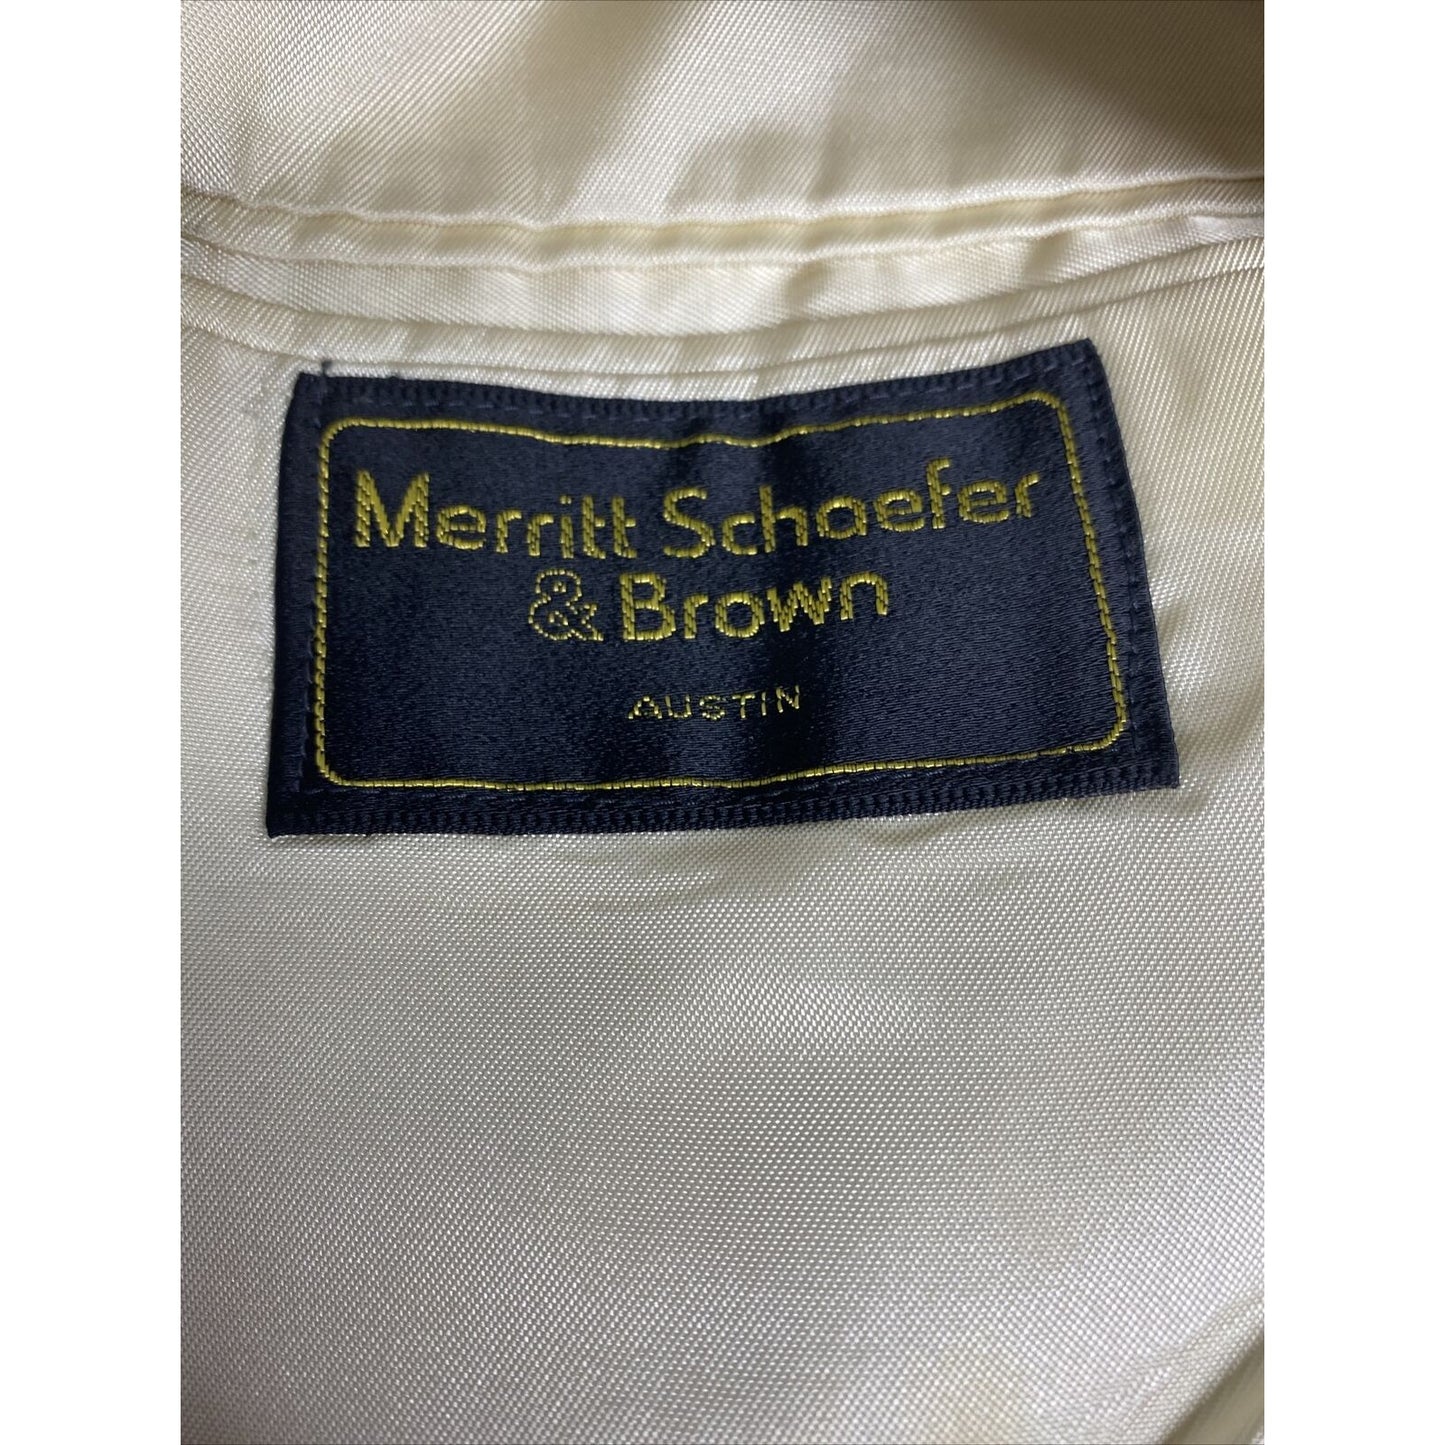 Merritt Schaefer
& Brown
AUSTIN